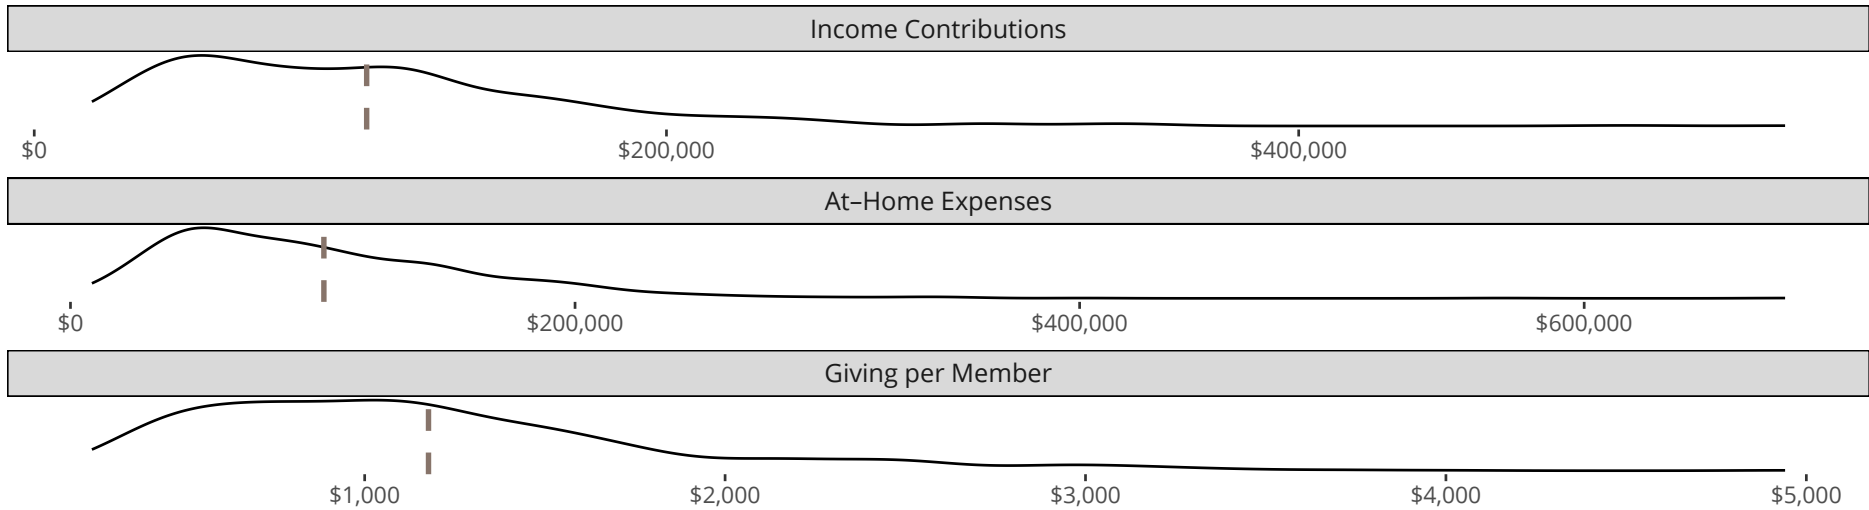 Income Contributions
$0 $200,000 $400,000
At–Home Expenses
$0 $200,000 $400,000 $600,000
Giving per Member
$1,000 $2,000 $3,000 $4,000 $5,000